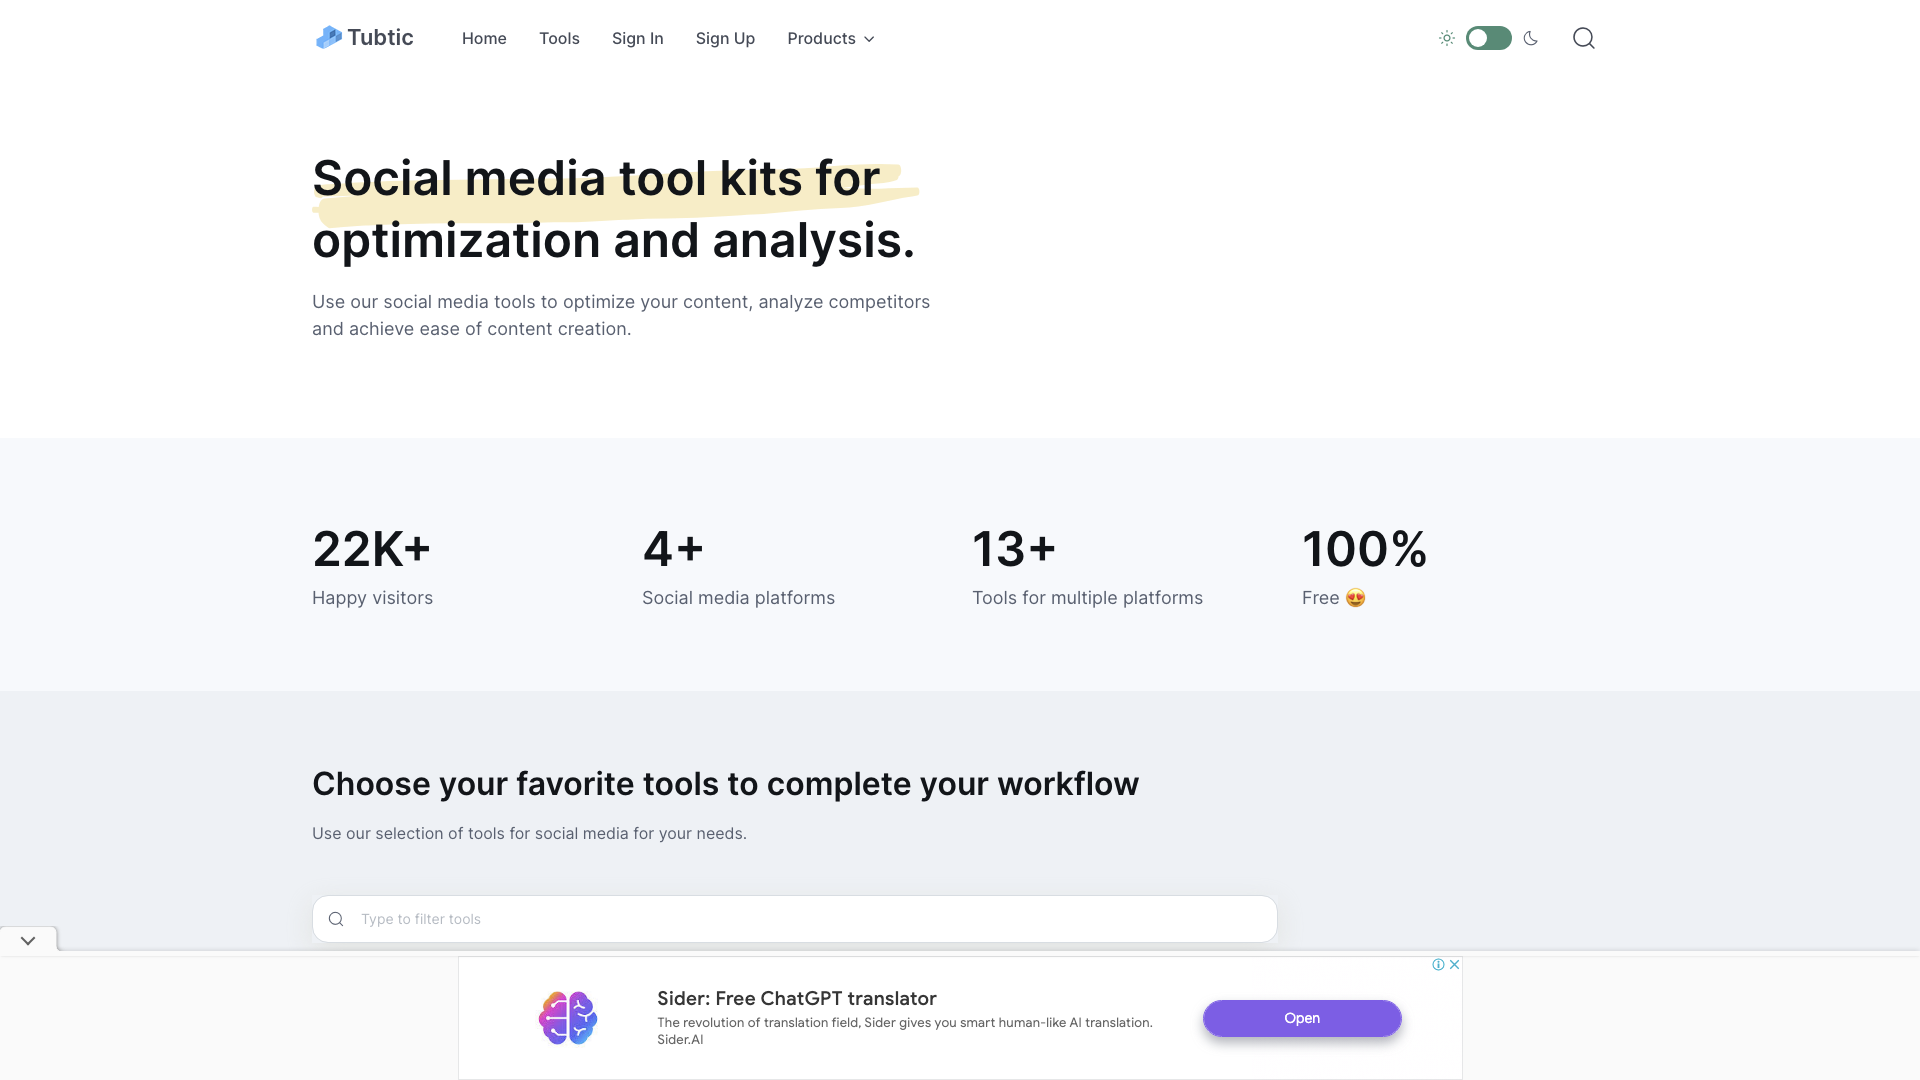 Tubtic
Home
Tools
Sign In
Sign Up
Products
Social media tool kits for
optimization and analysis.
Use our social media tools to optimize your content, analyze competitors
and achieve ease of content creation.
22K+
Happy visitors
4+
Social media platforms
13+
Tools for multiple platforms
100%
Free 😍
Choose your favorite tools to complete your workflow
Use our selection of tools for social media for your needs.
Type to filter tools
Sider: Free ChatGPT translator
The revolution of translation field, Sider gives you smart human-like AI translation.
Sider.AI
Open